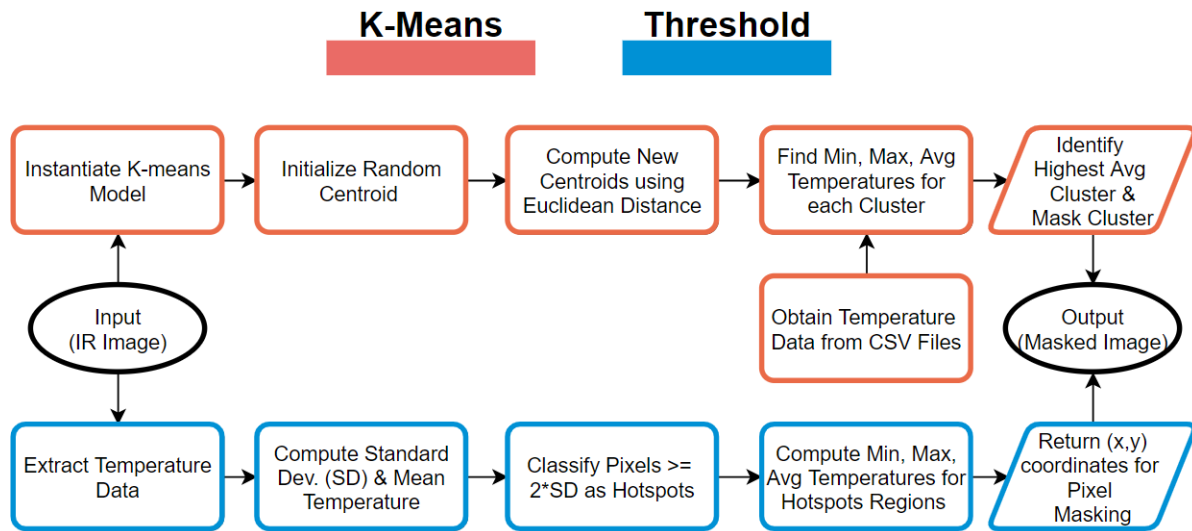 K-Means
Threshold
Instantiate K-means
Model
Initialize Random
Centroid
Compute New
Centroids using
Euclidean Distance
Find Min, Max, Avg
Temperatures for
each Cluster
Identify
Highest Avg
Cluster &
Mask Cluster
Input
(IR Image)
Obtain Temperature
Data from CSV Files
Output
(Masked Image)
Extract Temperature
Data
Compute Standard
Dev. (SD) & Mean
Temperature
Classify Pixels >=
2*SD as Hotspots
Compute Min, Max,
Avg Temperatures for
Hotspots Regions
Return (x,y)
coordinates for
Pixel
Masking